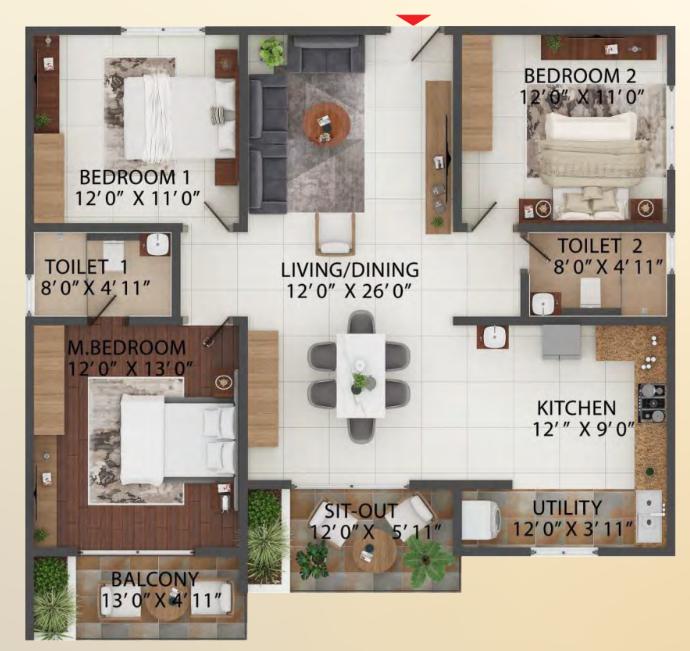 BEDROOM 1
12'0" X 11'0"
BEDROOM 2
12'0" X 11'0"
TOILET 1
8'0" X 4'11"
LIVING/DINING
12'0" X 26'0"
TOILET 2
8'0" X 4'11"
M.BEDROOM
12'0" X 13'0"
KITCHEN
12'" X 9'0"
SIT-OUT
12'0" X 5'11"
UTILITY
12'0" X 3'11"
BALCONY
13'0" X 4'11"